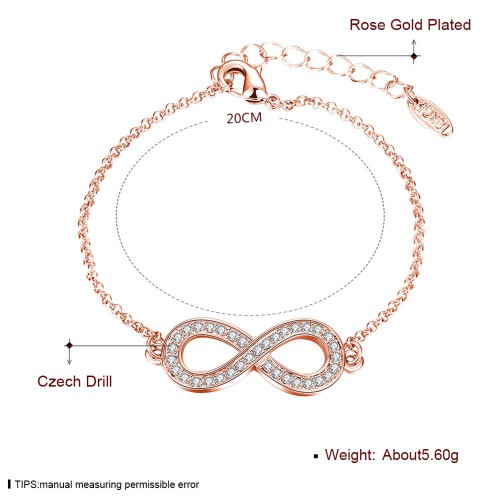 Rose Gold Plated
20CM
Czech Drill
Weight: About5.60g
TIPS:manual measuring permissible error